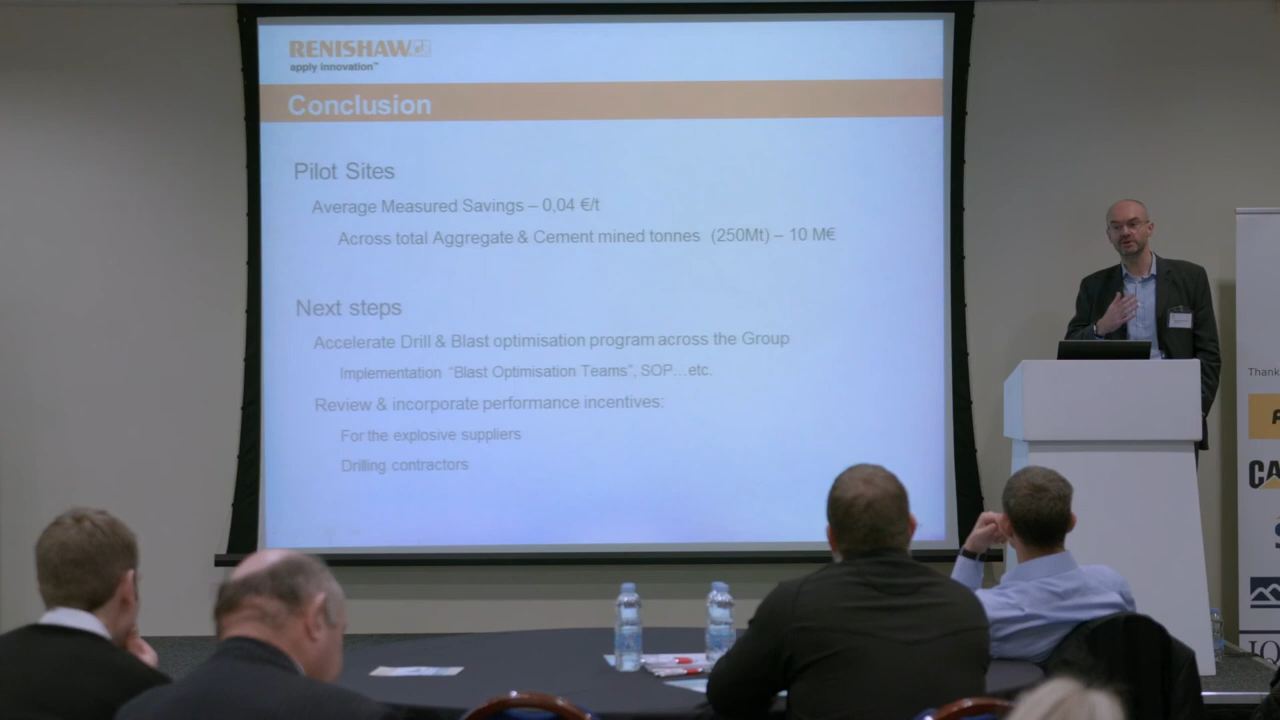 RENISHAW
apply innovation™
Conclusion
Pilot Sites
Average Measured Savings – 0,04 €/t
Across total Aggregate & Cement mined tonnes (250Mt) – 10 M€
Next steps
Accelerate Drill & Blast optimisation program across the Group
Implementation “Blast Optimisation Teams”, SOP…etc.
Review & incorporate performance incentives:
For the explosive suppliers
Drilling contractors
Thank
CA